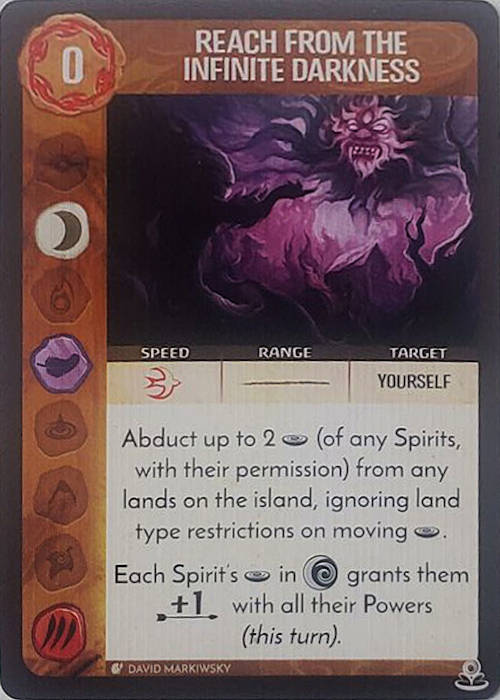 0
REACH FROM THE
INFINITE DARKNESS
SPEED RANGE TARGET
YOURSELF
Abduct up to 2 (of any Spirits,
with their permission) from any
lands on the island, ignoring land
type restrictions on moving .
Each Spirit's in grants them
+1 with all their Powers
(this turn).
DAVID MARKIWSKY